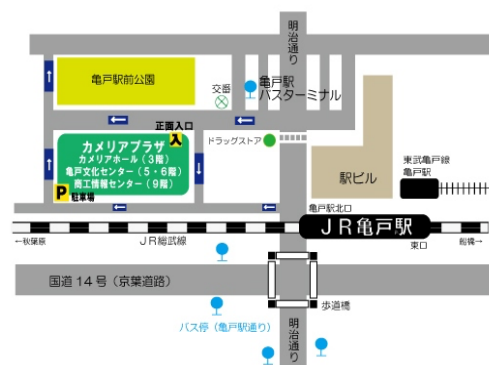 明治通り
亀戸駅前公園
交番
亀戸駅
バスターミナル
正面入口
カメリアプラザ
カメリアホール（3階）
亀戸文化センター（5・6階）
商工情報センター（9階）
P 駐車場
ドラッグストア
駅ビル
東武亀戸線
亀戸駅
亀戸駅北口
JR亀戸駅
東口
←秋葉原
JR総武線
船橋→
国道14号（京葉道路）
歩道橋
バス停（亀戸駅通り）
明治通り